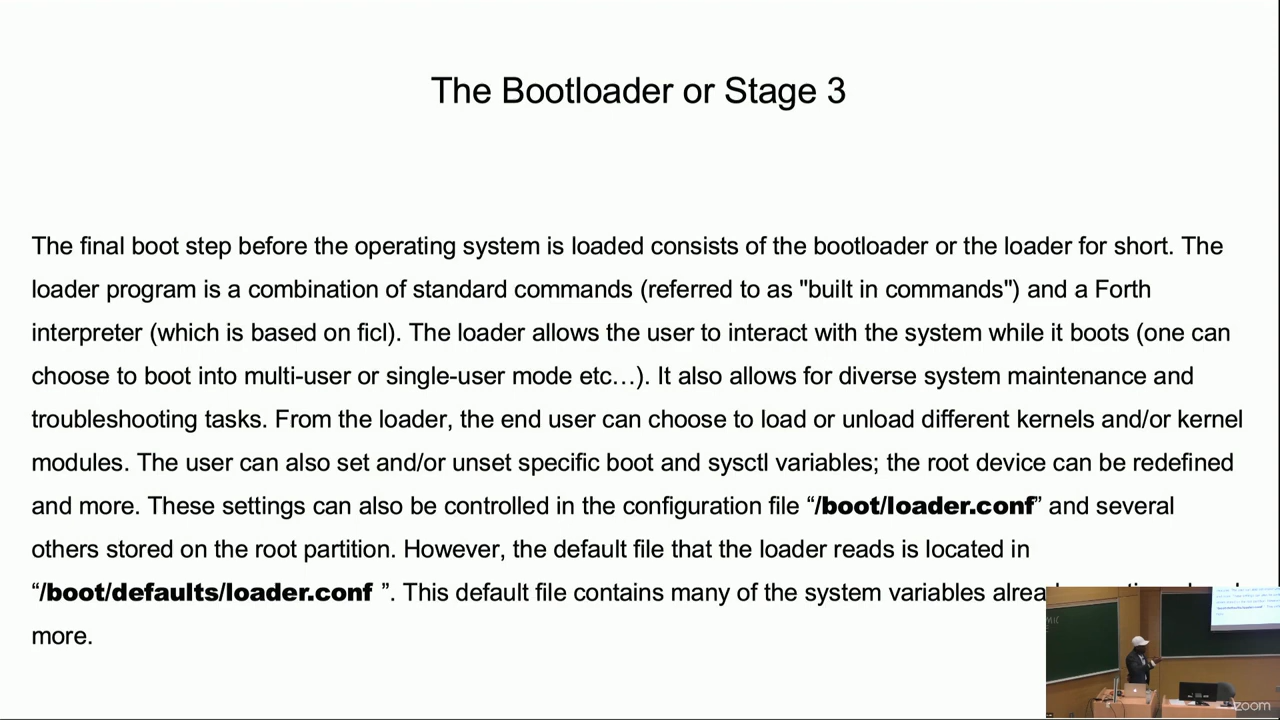 The Bootloader or Stage 3
The final boot step before the operating system is loaded consists of the bootloader or the loader for short. The
loader program is a combination of standard commands (referred to as "built in commands") and a Forth
interpreter (which is based on ficl). The loader allows the user to interact with the system while it boots (one can
choose to boot into multi-user or single-user mode etc…). It also allows for diverse system maintenance and
troubleshooting tasks. From the loader, the end user can choose to load or unload different kernels and/or kernel
modules. The user can also set and/or unset specific boot and sysctl variables; the root device can be redefined
and more. These settings can also be controlled in the configuration file “/boot/loader.conf” and several
others stored on the root partition. However, the default file that the loader reads is located in
“/boot/defaults/loader.conf ”. This default file contains many of the system variables
more.
zoom